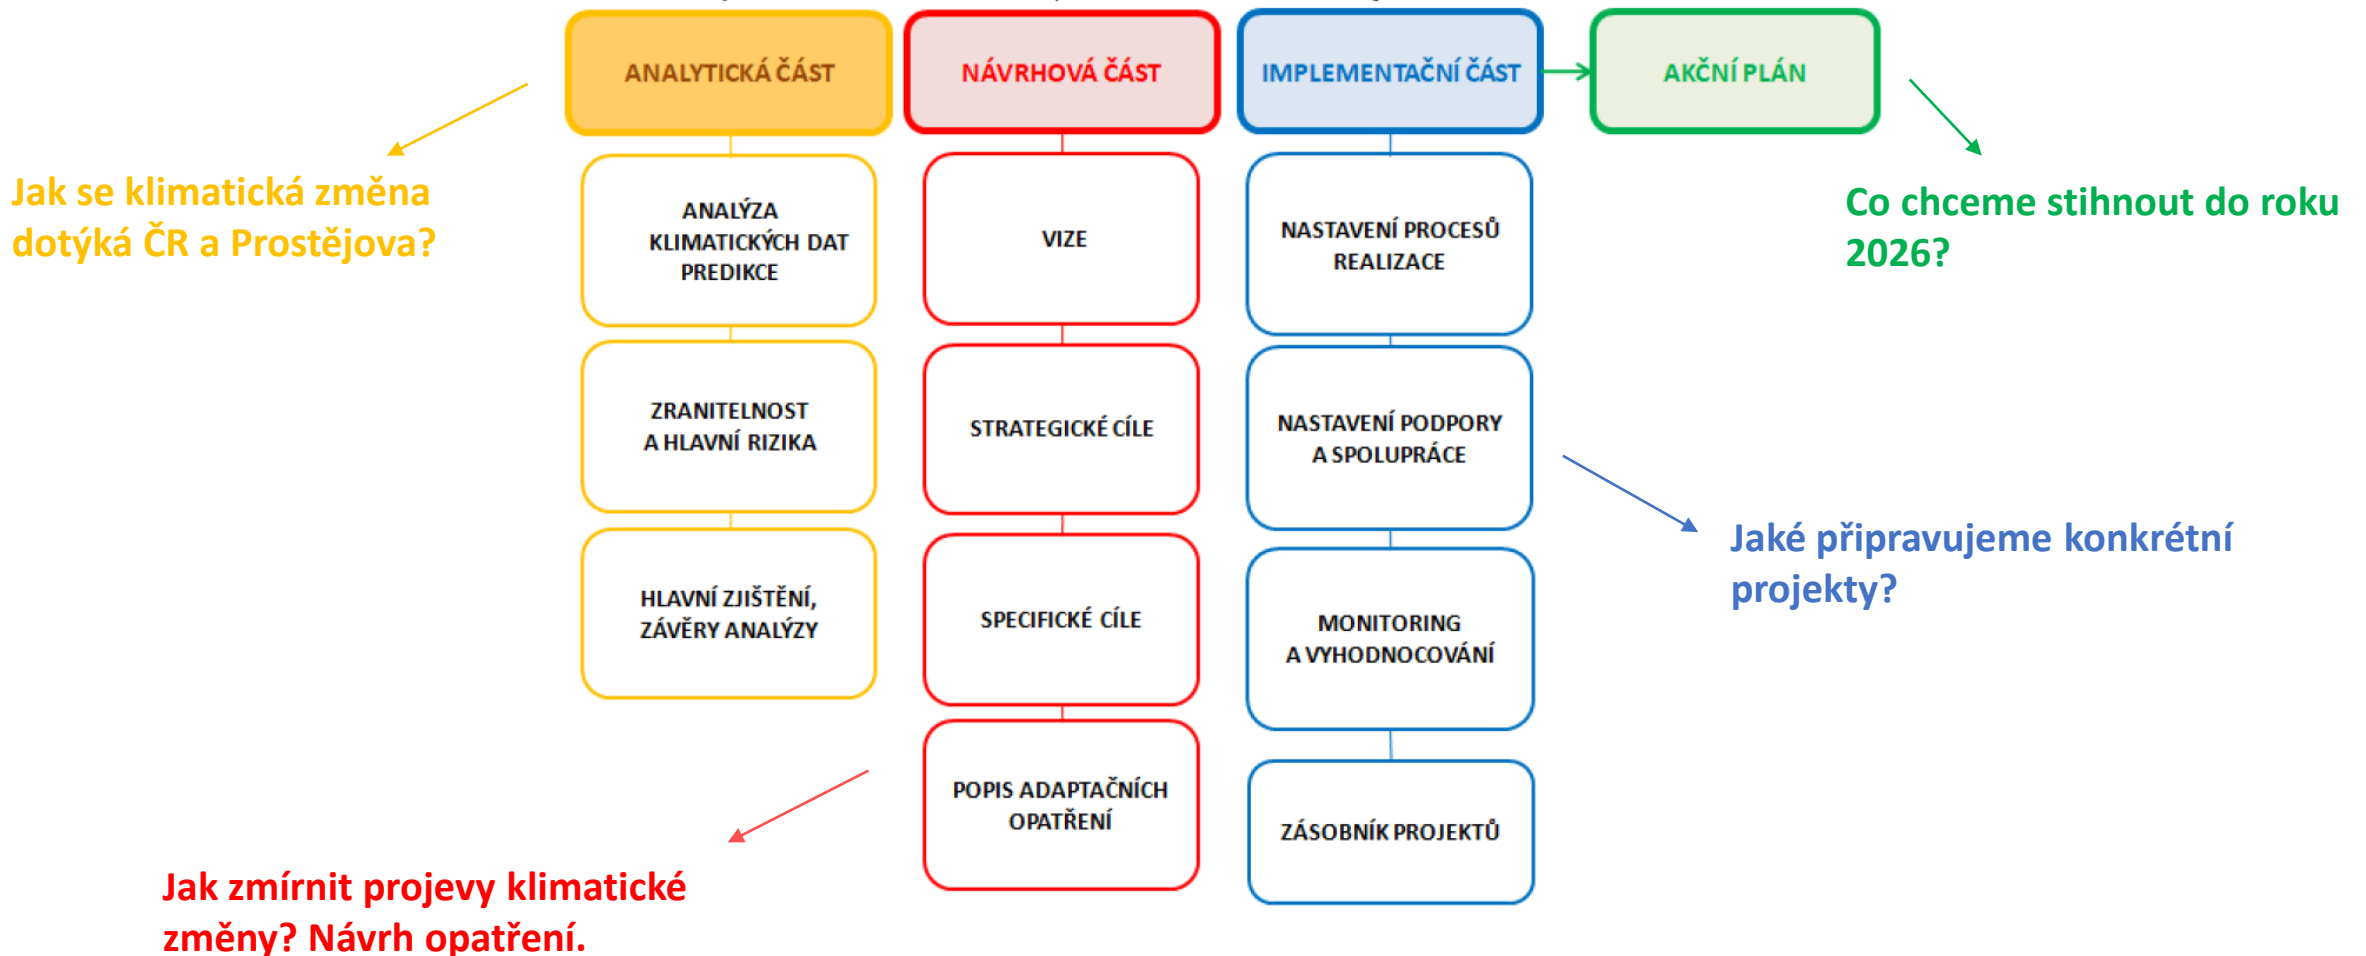 ANALYTICKÁ ČÁST
NÁVRHOVÁ ČÁST
IMPLEMENTAČNÍ ČÁST
AKČNÍ PLÁN
Jak se klimatická změna
dotýká ČR a Prostějova?
ANALÝZA
KLIMATICKÝCH DAT
PREDIKCE
ZRANITELNOST
A HLAVNÍ RIZIKA
HLAVNÍ ZJIŠTĚNÍ,
ZÁVĚRY ANALÝZY
VIZE
STRATEGICKÉ CÍLE
SPECIFICKÉ CÍLE
POPIS ADAPTAČNÍCH
OPATŘENÍ
Jak zmírnit projevy klimatické
změny? Návrh opatření.
NASTAVENÍ PROCESŮ
REALIZACE
NASTAVENÍ PODPORY
A SPOLUPRÁCE
MONITORING
A VYHODNOCOVÁNÍ
ZÁSOBNÍK PROJEKTŮ
Co chceme stihnout do roku
2026?
Jaké připravujeme konkrétní
projekty?